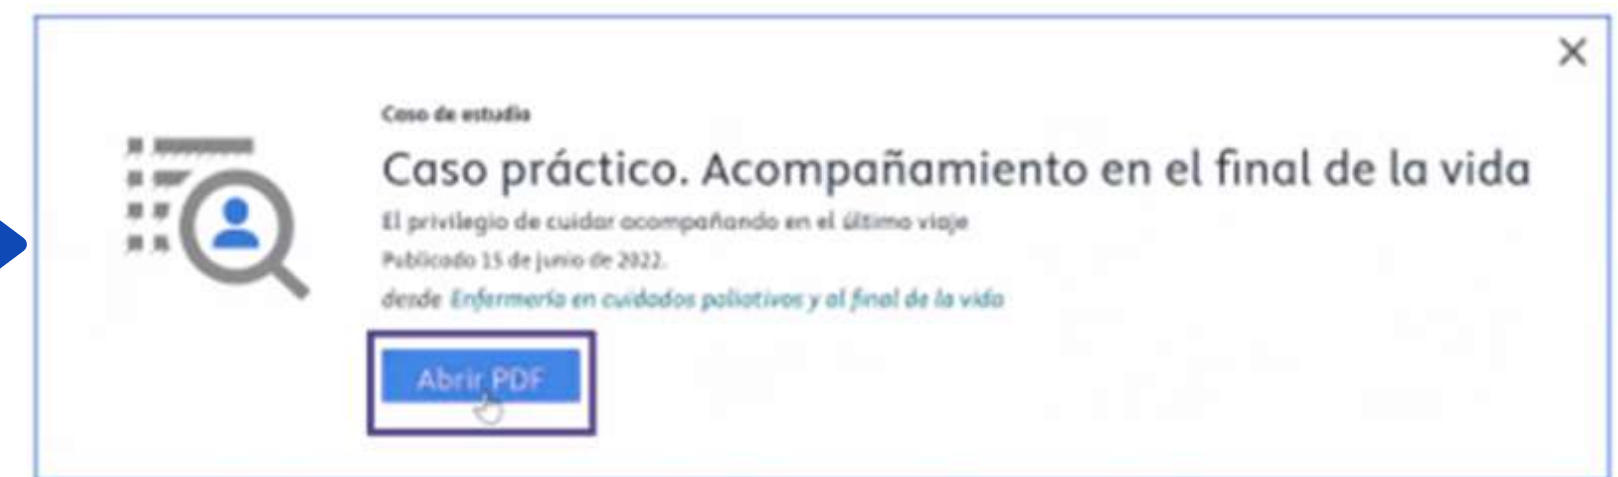 Caso de estudio
Caso práctico. Acompañamiento en el final de la vida
El privilegio de cuidar acompañando en el último viaje
Publicado 15 de junio de 2022.
desde Enfermería en cuidados paliativos y al final de la vida
Abrir PDF